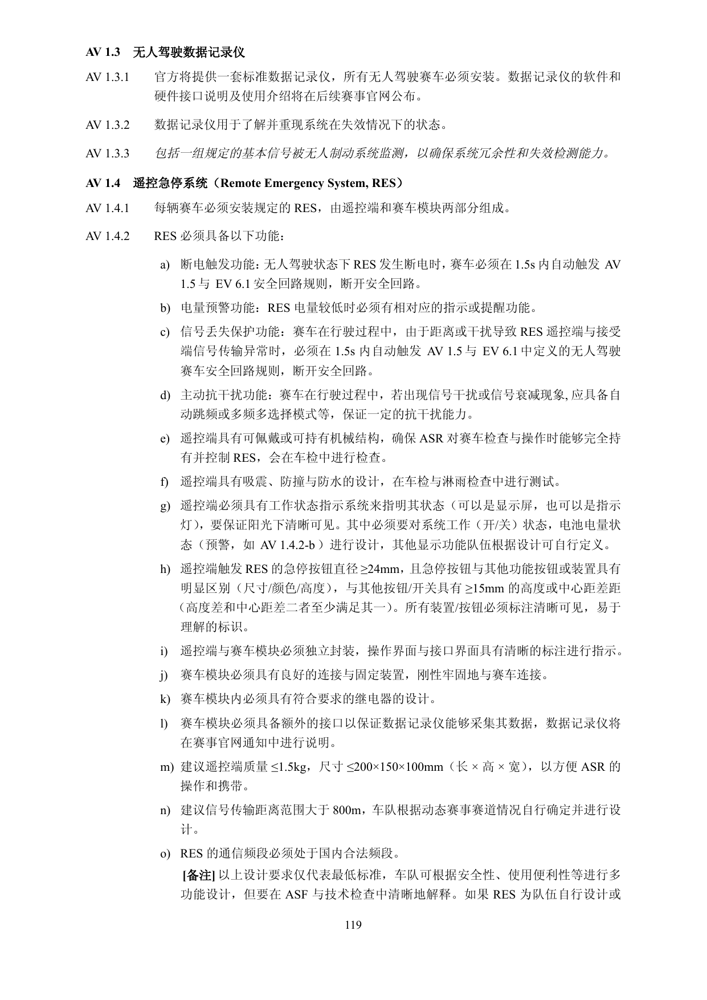 AV 1.3 无人驾驶数据记录仪
AV 1.3.1 官方将提供一套标准数据记录仪，所有无人驾驶赛车必须安装。数据记录仪的软件和
硬件接口说明及使用介绍将在后续赛事官网公布。
AV 1.3.2 数据记录仪用于了解并重现系统在失效情况下的状态。
AV 1.3.3 包括一组规定的基本信号被无人制动系统监测，以确保系统冗余性和失效检测能力。
AV 1.4 遥控急停系统（Remote Emergency System, RES）
AV 1.4.1 每辆赛车必须安装规定的 RES，由遥控端和赛车模块两部分组成。
AV 1.4.2 RES 必须具备以下功能：
a) 断电触发功能：无人驾驶状态下 RES 发生断电时，赛车必须在 1.5s 内自动触发 AV
1.5 与 EV 6.1 安全回路规则，断开安全回路。
b) 电量预警功能：RES 电量较低时必须有相对应的指示或提醒功能。
c) 信号丢失保护功能：赛车在行驶过程中，由于距离或干扰导致 RES 遥控端与接受
端信号传输异常时，必须在 1.5s 内自动触发 AV 1.5 与 EV 6.1 中定义的无人驾驶
赛车安全回路规则，断开安全回路。
d) 主动抗干扰功能：赛车在行驶过程中，若出现信号干扰或信号衰减现象, 应具备自
动跳频或多频多选择模式等，保证一定的抗干扰能力。
e) 遥控端具有可佩戴或可持有机械结构，确保 ASR 对赛车检查与操作时能够完全持
有并控制 RES，会在车检中进行检查。
f) 遥控端具有吸震、防撞与防水的设计，在车检与淋雨检查中进行测试。
g) 遥控端必须具有工作状态指示系统来指明其状态（可以是显示屏，也可以是指示
灯），要保证阳光下清晰可见。其中必须要对系统工作（开/关）状态，电池电量状
态（预警，如 AV 1.4.2-b ）进行设计，其他显示功能队伍根据设计可自行定义。
h) 遥控端触发 RES 的急停按钮直径 ≥24mm，且急停按钮与其他功能按钮或装置具有
明显区别（尺寸/颜色/高度），与其他按钮/开关具有 ≥15mm 的高度或中心距差距
（高度差和中心距差二者至少满足其一）。所有装置/按钮必须标注清晰可见，易于
理解的标识。
i) 遥控端与赛车模块必须独立封装，操作界面与接口界面具有清晰的标注进行指示。
j) 赛车模块必须具有良好的连接与固定装置，刚性牢固地与赛车连接。
k) 赛车模块内必须具有符合要求的继电器的设计。
l) 赛车模块必须具备额外的接口以保证数据记录仪能够采集其数据，数据记录仪将
在赛事官网通知中进行说明。
m) 建议遥控端质量 ≤1.5kg，尺寸 ≤200×150×100mm（长 × 高 × 宽），以方便 ASR 的
操作和携带。
n) 建议信号传输距离范围大于 800m，车队根据动态赛事赛道情况自行确定并进行设
计。
o) RES 的通信频段必须处于国内合法频段。
[备注] 以上设计要求仅代表最低标准，车队可根据安全性、使用便利性等进行多
功能设计，但要在 ASF 与技术检查中清晰地解释。如果 RES 为队伍自行设计或
119